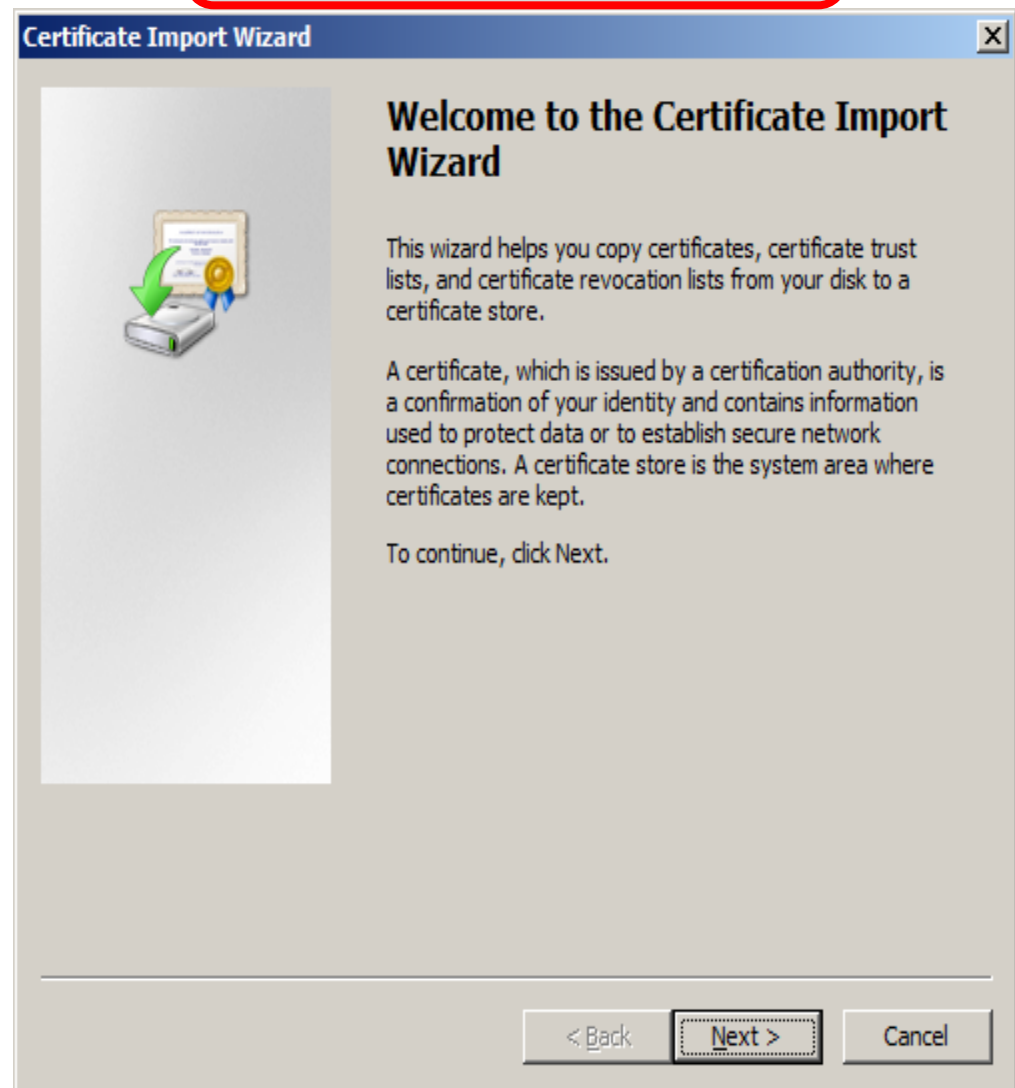 Certificate Import Wizard
Welcome to the Certificate Import
Wizard
This wizard helps you copy certificates, certificate trust
lists, and certificate revocation lists from your disk to a
certificate store.
A certificate, which is issued by a certification authority, is
a confirmation of your identity and contains information
used to protect data or to establish secure network
connections. A certificate store is the system area where
certificates are kept.
To continue, click Next.
< Back Next > Cancel